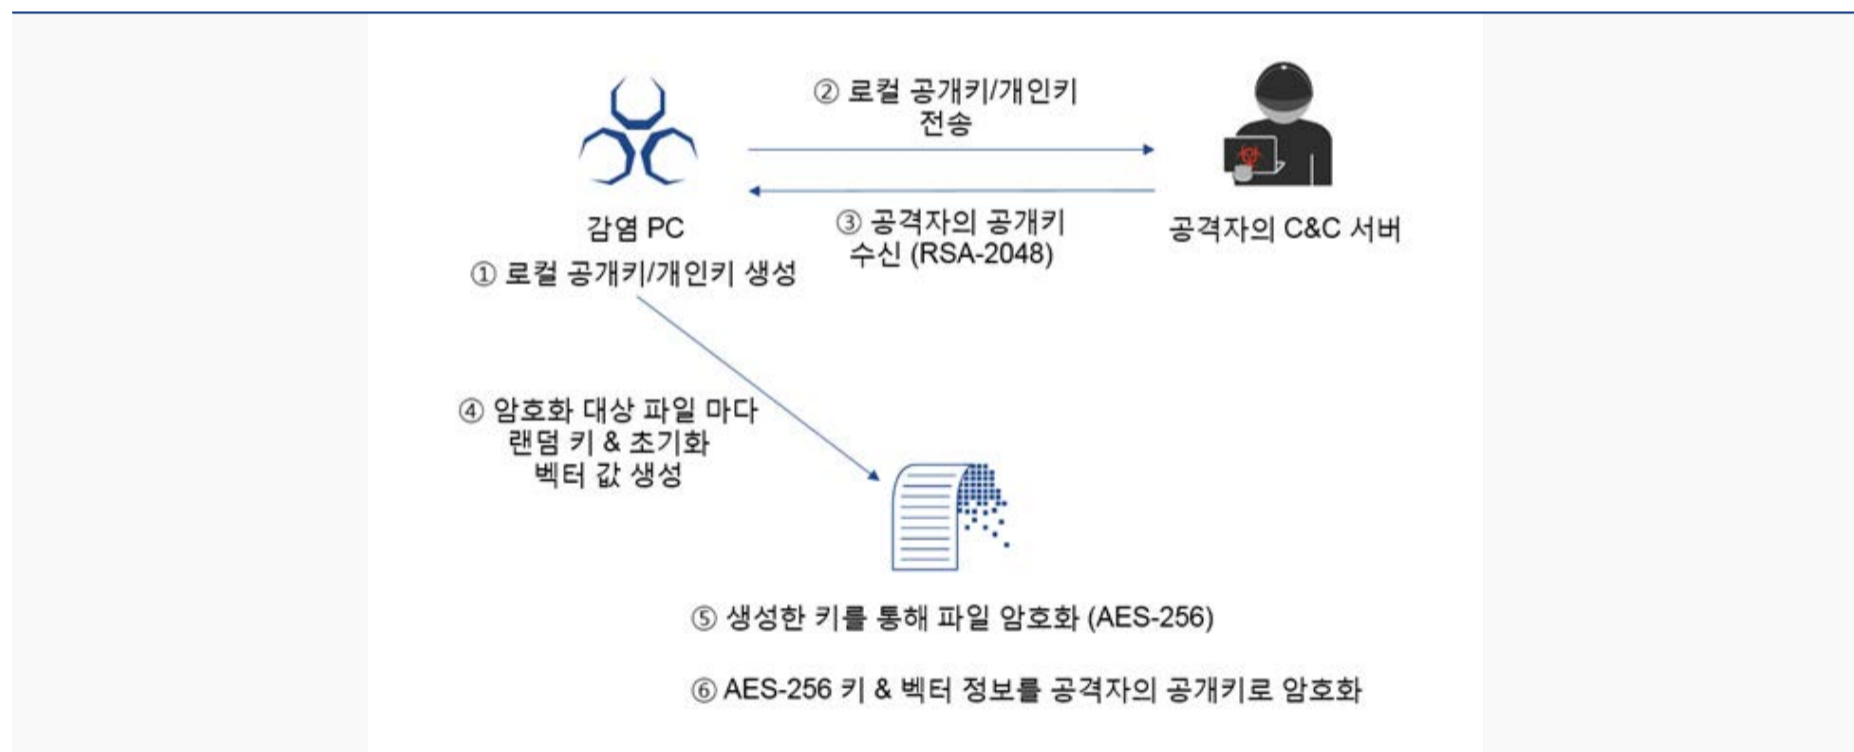 ② 로컬 공개키/개인키
전송
감염 PC
③ 공격자의 공개키
수신 (RSA-2048)
공격자의 C&C 서버
① 로컬 공개키/개인키 생성
④ 암호화 대상 파일 마다
랜덤 키 & 초기화
벡터 값 생성
⑤ 생성한 키를 통해 파일 암호화 (AES-256)
⑥ AES-256 키 & 벡터 정보를 공격자의 공개키로 암호화